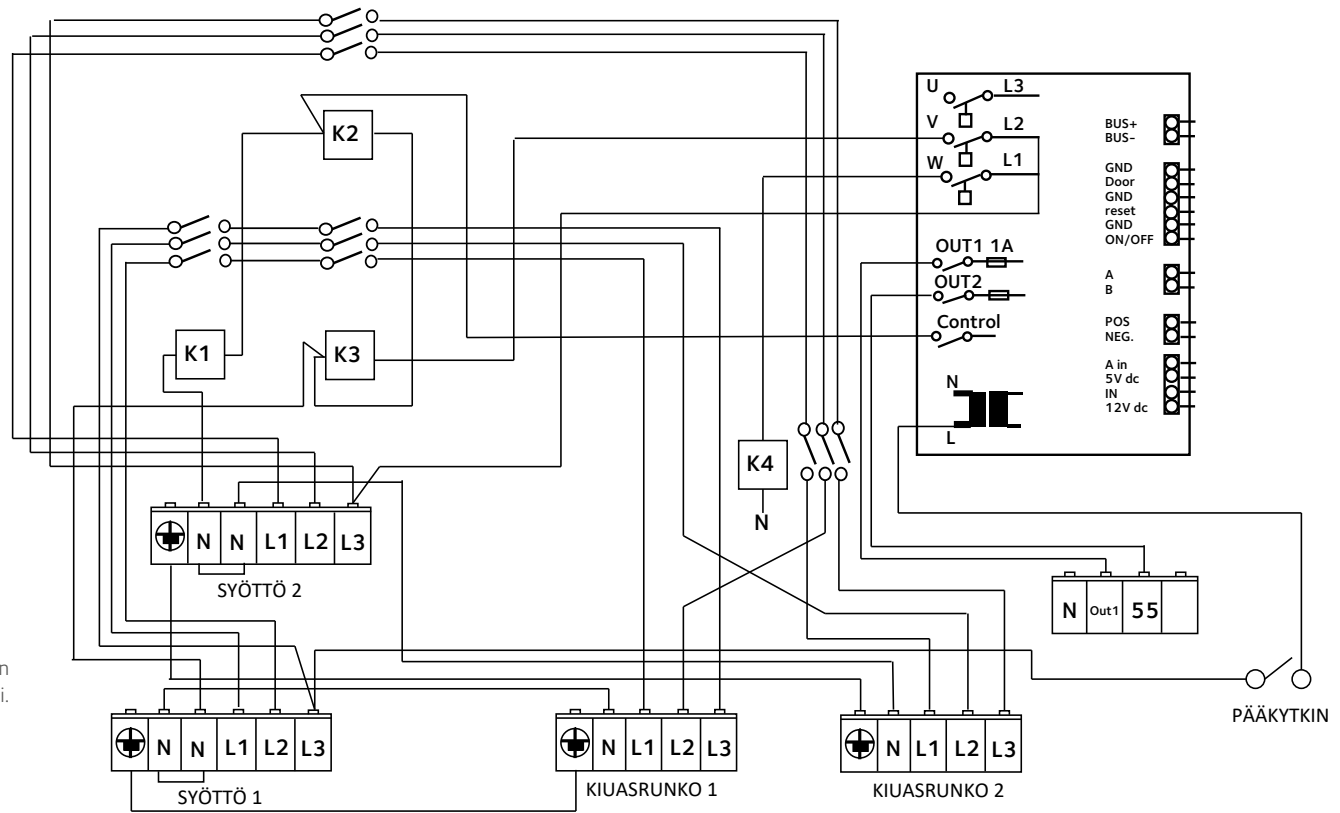 K2
K1
K3
K4
N
U
L3
V
L2
W
L1
OUT1 1A
OUT2
Control
N
L
BUS+
BUS-
GND
Door
GND
reset
GND
ON/OFF
A
B
POS
NEG.
A in
5V dc
IN
12V dc
N N L1 L2 L3
SYÖTTÖ 2
N Out1 55
PÄÄKYTKIN
n
i.
N N L1 L2 L3
SYÖTTÖ 1
N L1 L2 L3
KIUASRUNKO 1
N L1 L2 L3
KIUASRUNKO 2